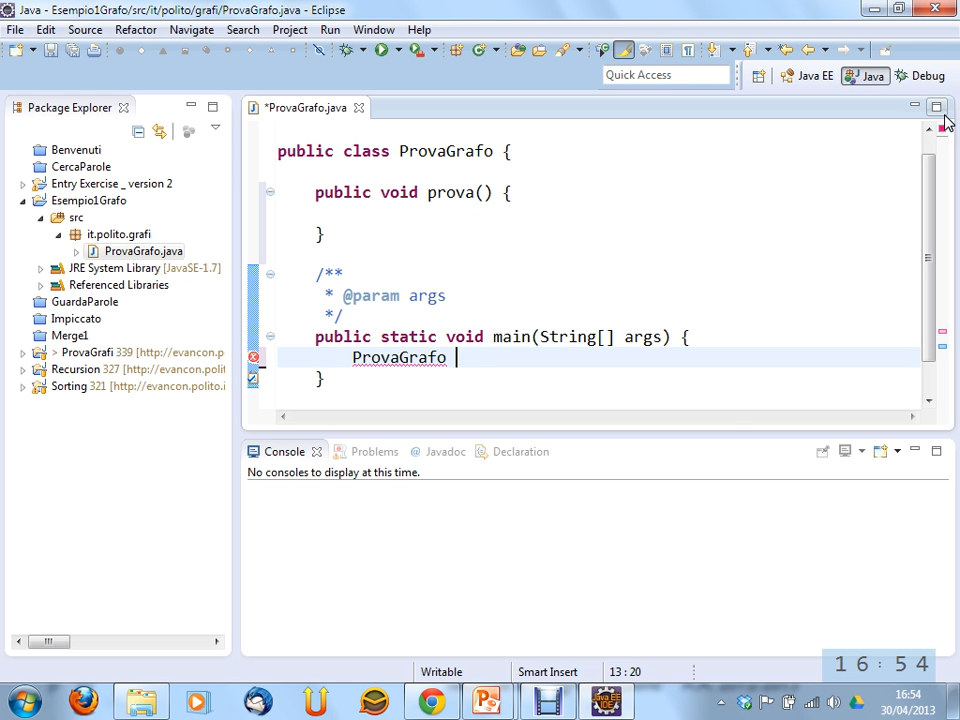 Java - Esempio1Grafo/src/it/polito/grafi/ProvaGrafo.java - Eclipse
File Edit Source Refactor Navigate Search Project Run Window Help
Quick Access
Java EE
Java
Debug
Package Explorer
Benvenuti
CercaParole
Entry Exercise _ version 2
Esempio1Grafo
src
it.polito.grafi
ProvaGrafo.java
JRE System Library [JavaSE-1.7]
Referenced Libraries
GuardaParole
Impiccato
Merge1
> ProvaGrafi 339 [http://evancon.p
Recursion 327 [http://evancon.polit
Sorting 321 [http://evancon.polito.i
*ProvaGrafo.java
public class ProvaGrafo {
public void prova() {
}
/**
* @param args
*/
public static void main(String[] args) {
ProvaGrafo
}
Console Problems @ Javadoc Declaration
No consoles to display at this time.
Writable
Smart Insert
13 : 20
16:54
Java EE
IDE
16:54
30/04/2013